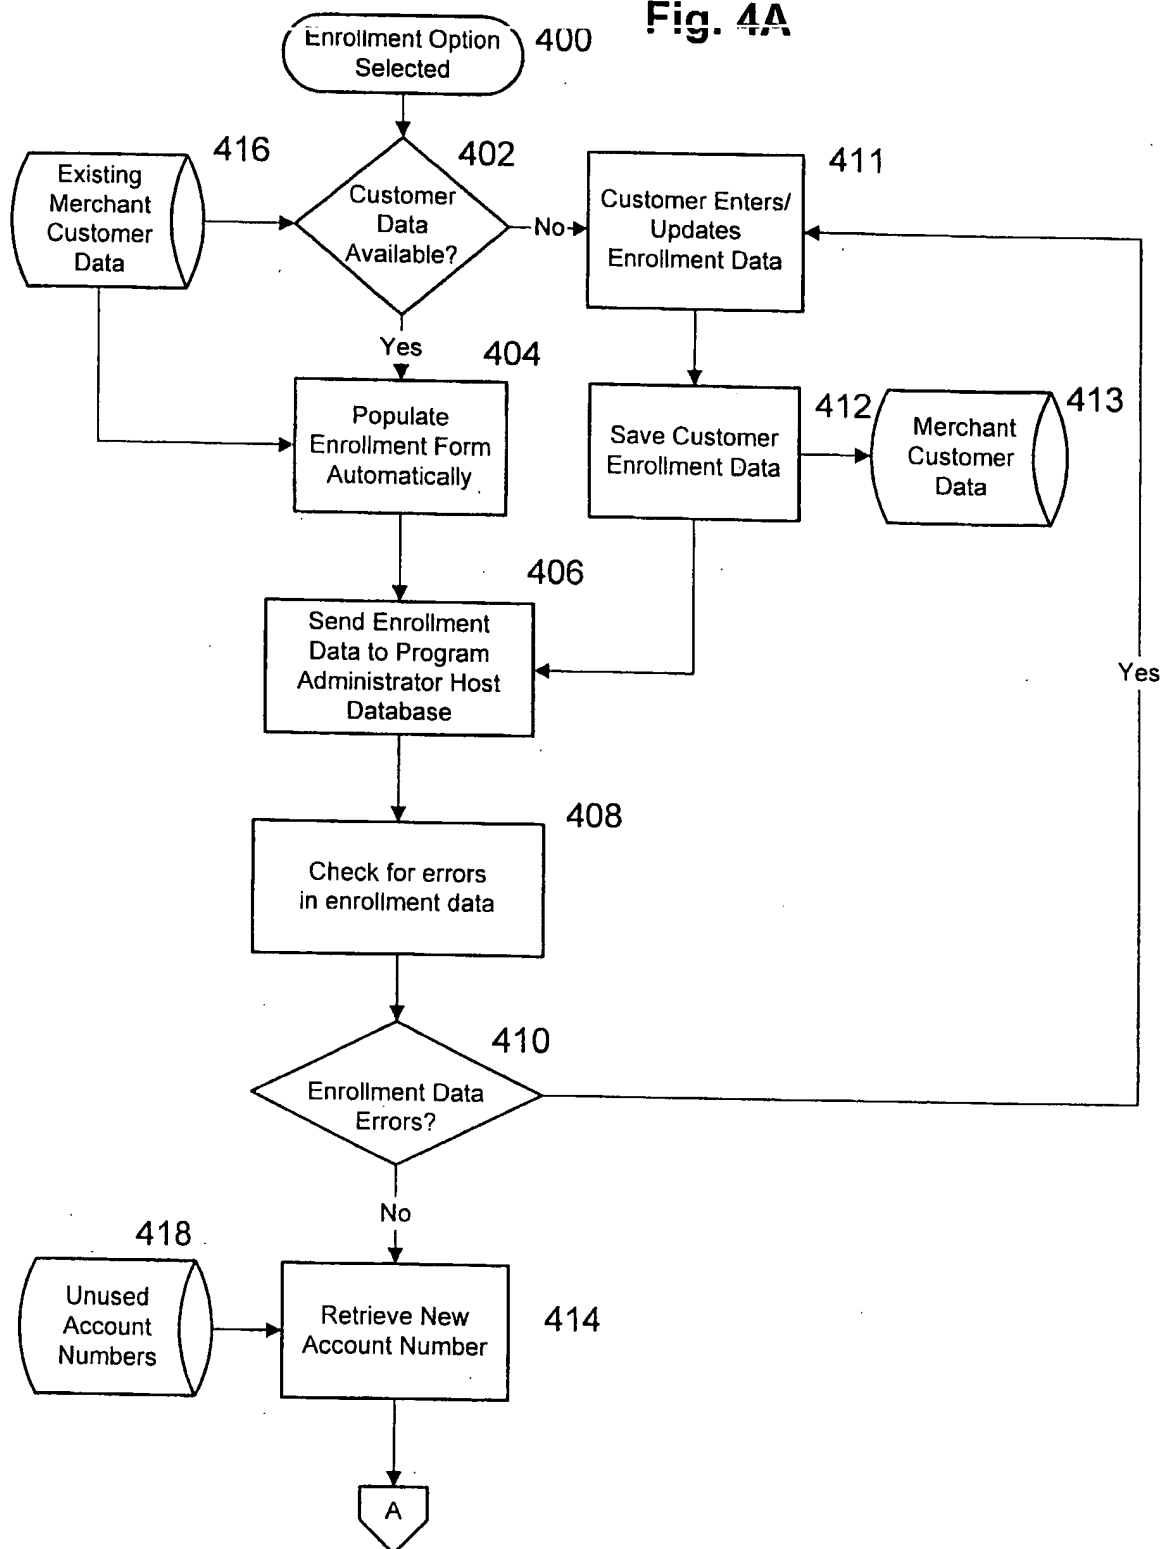 Fig. 4A
Enrollment Option
Selected
400
416
402
411
Existing
Merchant
Customer
Data
Customer
Data
Available?
No
Customer Enters/
Updates
Enrollment Data
Yes
404
Populate
Enrollment Form
Automatically
412
413
Save Customer
Enrollment Data
Merchant
Customer
Data
406
Send Enrollment
Data to Program
Administrator Host
Database
Yes
408
Check for errors
in enrollment data
410
Enrollment Data
Errors?
No
418
Unused
Account
Numbers
Retrieve New
Account Number
414
A